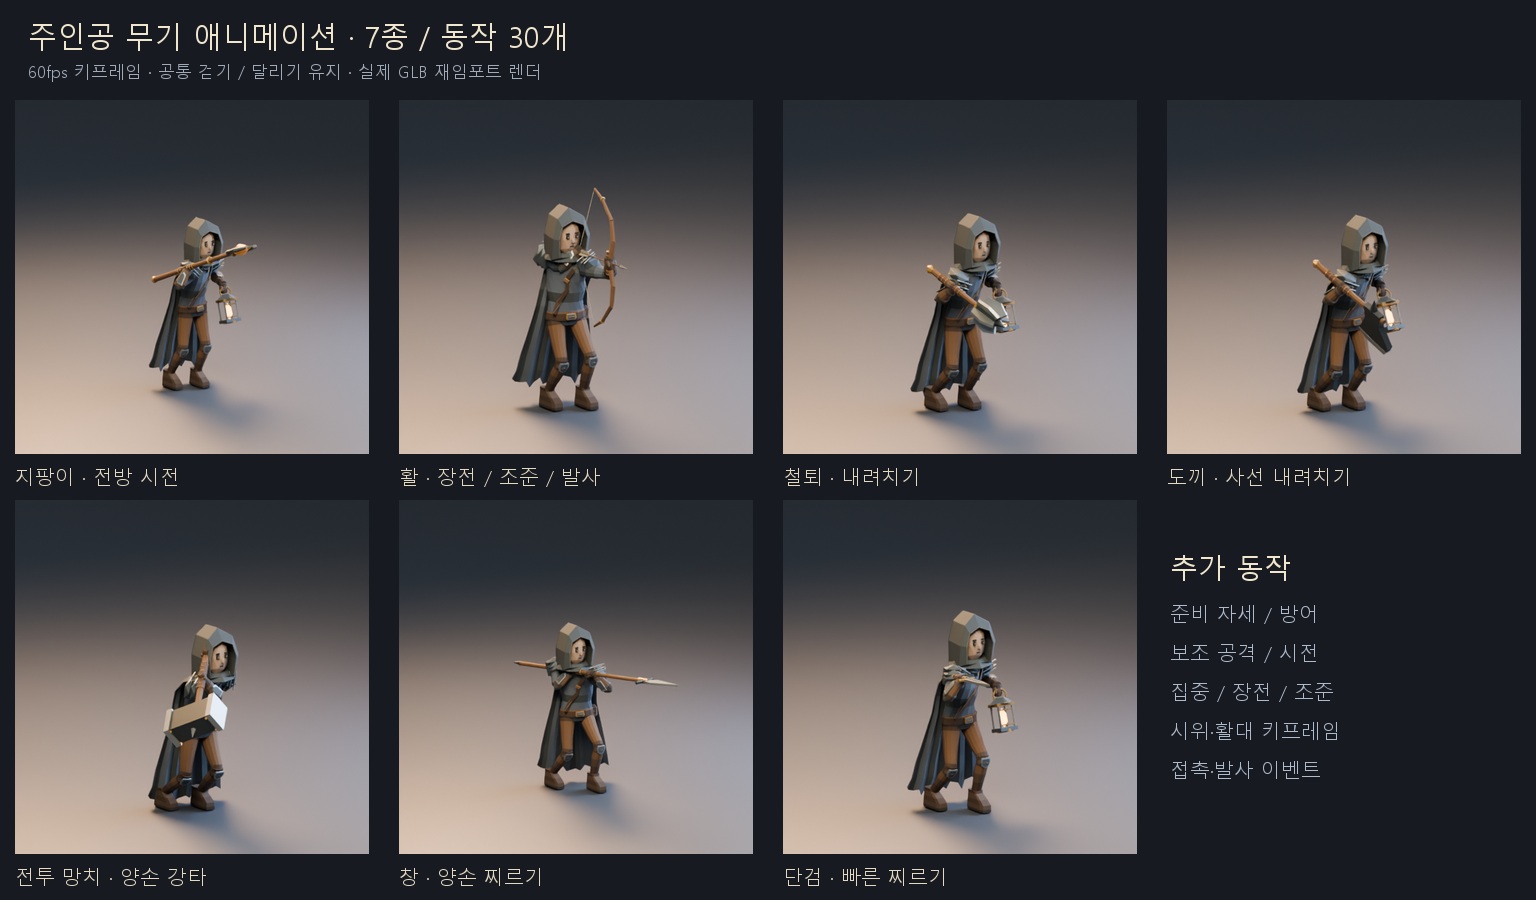 주인공 무기 애니메이션 · 7종 / 동작 30개
60fps 키프레임 · 공통 걷기 / 달리기 유지 · 실제 GLB 재임포트 렌더
지팡이 · 전방 시전
활 · 장전 / 조준 / 발사
철퇴 · 내려치기
도끼 · 사선 내려치기
전투 망치 · 양손 강타
창 · 양손 찌르기
단검 · 빠른 찌르기
추가 동작
준비 자세 / 방어
보조 공격 / 시전
집중 / 장전 / 조준
시위·활대 키프레임
접촉·발사 이벤트